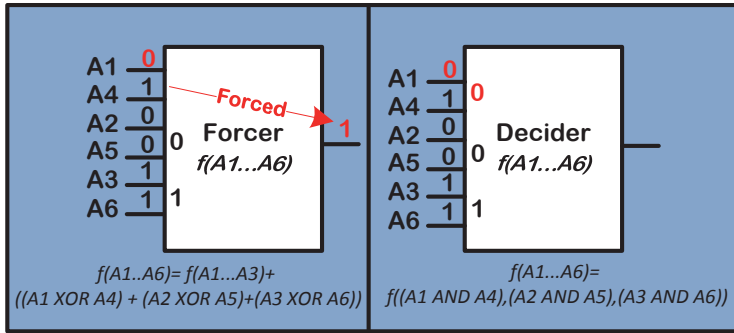 A1 0
A4 1
A2 0
A5 0
A3 1
A6 1
0
1
Forced
1
Forcer
f(A1...A6)
f(A1..A6)= f(A1...A3)+
((A1 XOR A4) + (A2 XOR A5)+(A3 XOR A6))
A1 0
A4 1
A2 0
A5 0
A3 1
A6 1
0
0
1
Decider
f(A1...A6)
f(A1...A6)=
f((A1 AND A4),(A2 AND A5),(A3 AND A6))